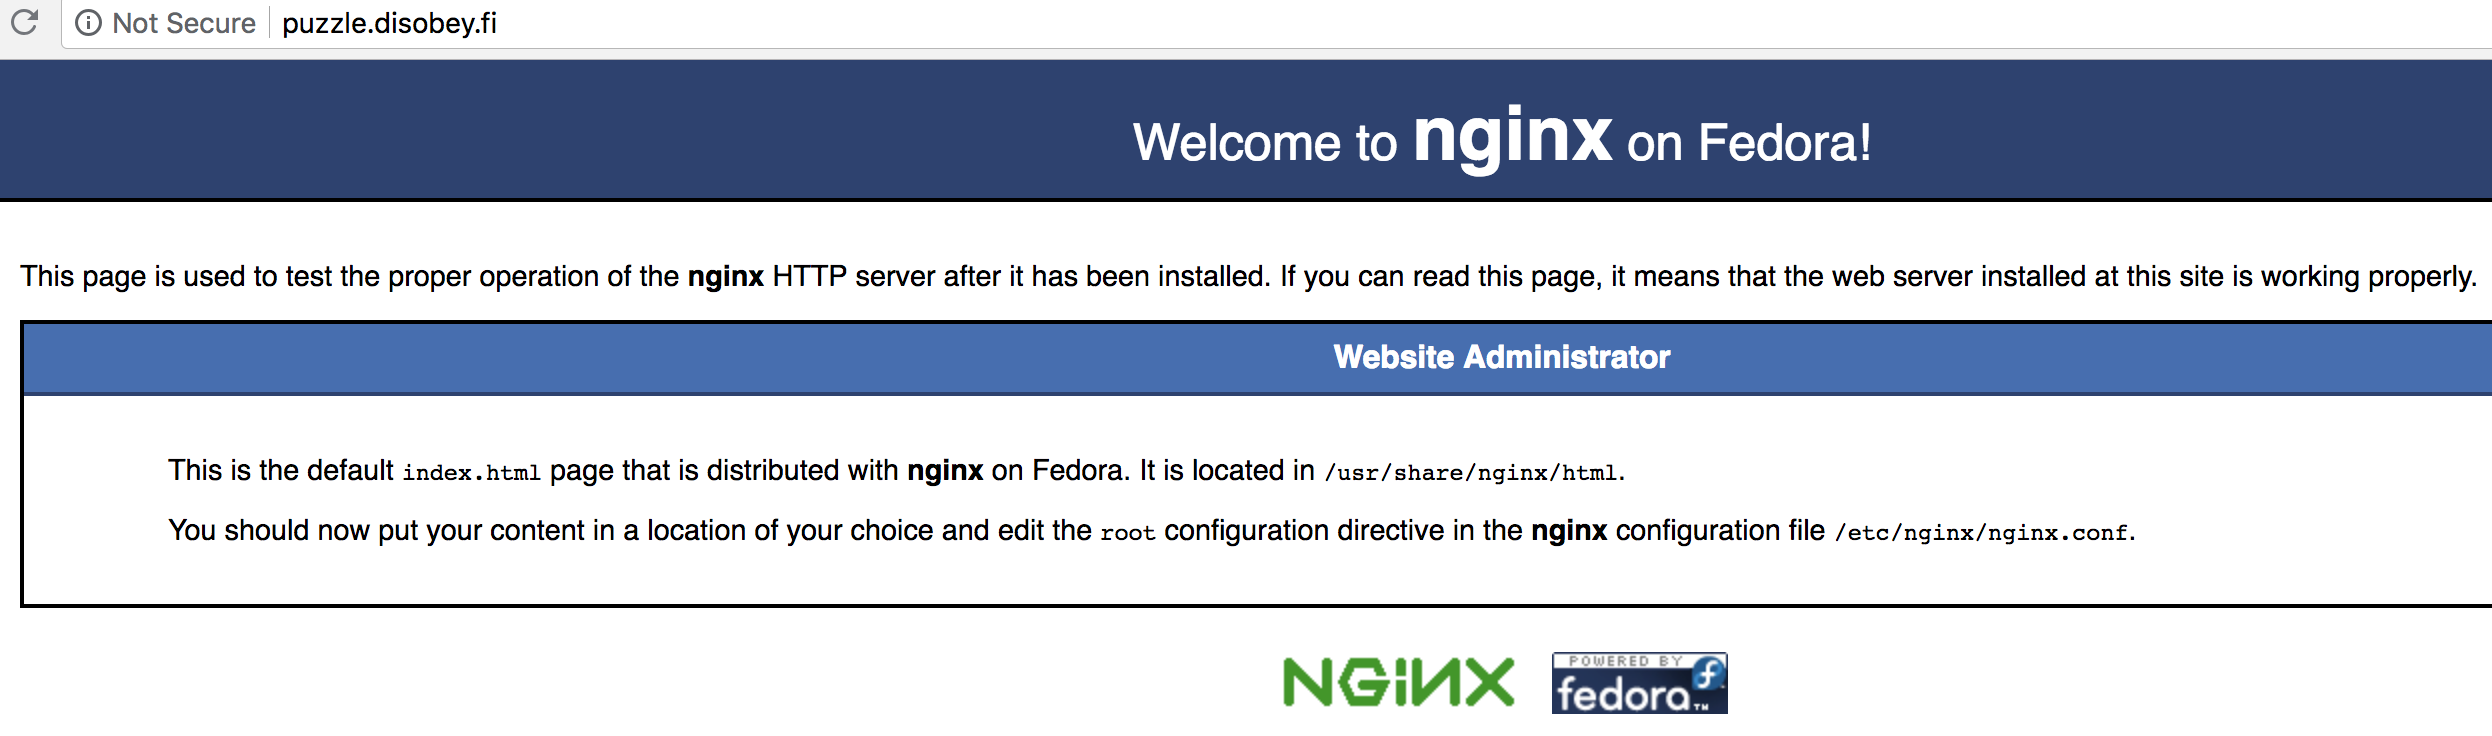 Not Secure puzzle.disobey.fi
Welcome to nginx on Fedora!
This page is used to test the proper operation of the nginx HTTP server after it has been installed. If you can read this page, it means that the web server installed at this site is working properly.
Website Administrator
This is the default index.html page that is distributed with nginx on Fedora. It is located in /usr/share/nginx/html.
You should now put your content in a location of your choice and edit the root configuration directive in the nginx configuration file /etc/nginx/nginx.conf.
NGINX
POWERED BY
fedora™